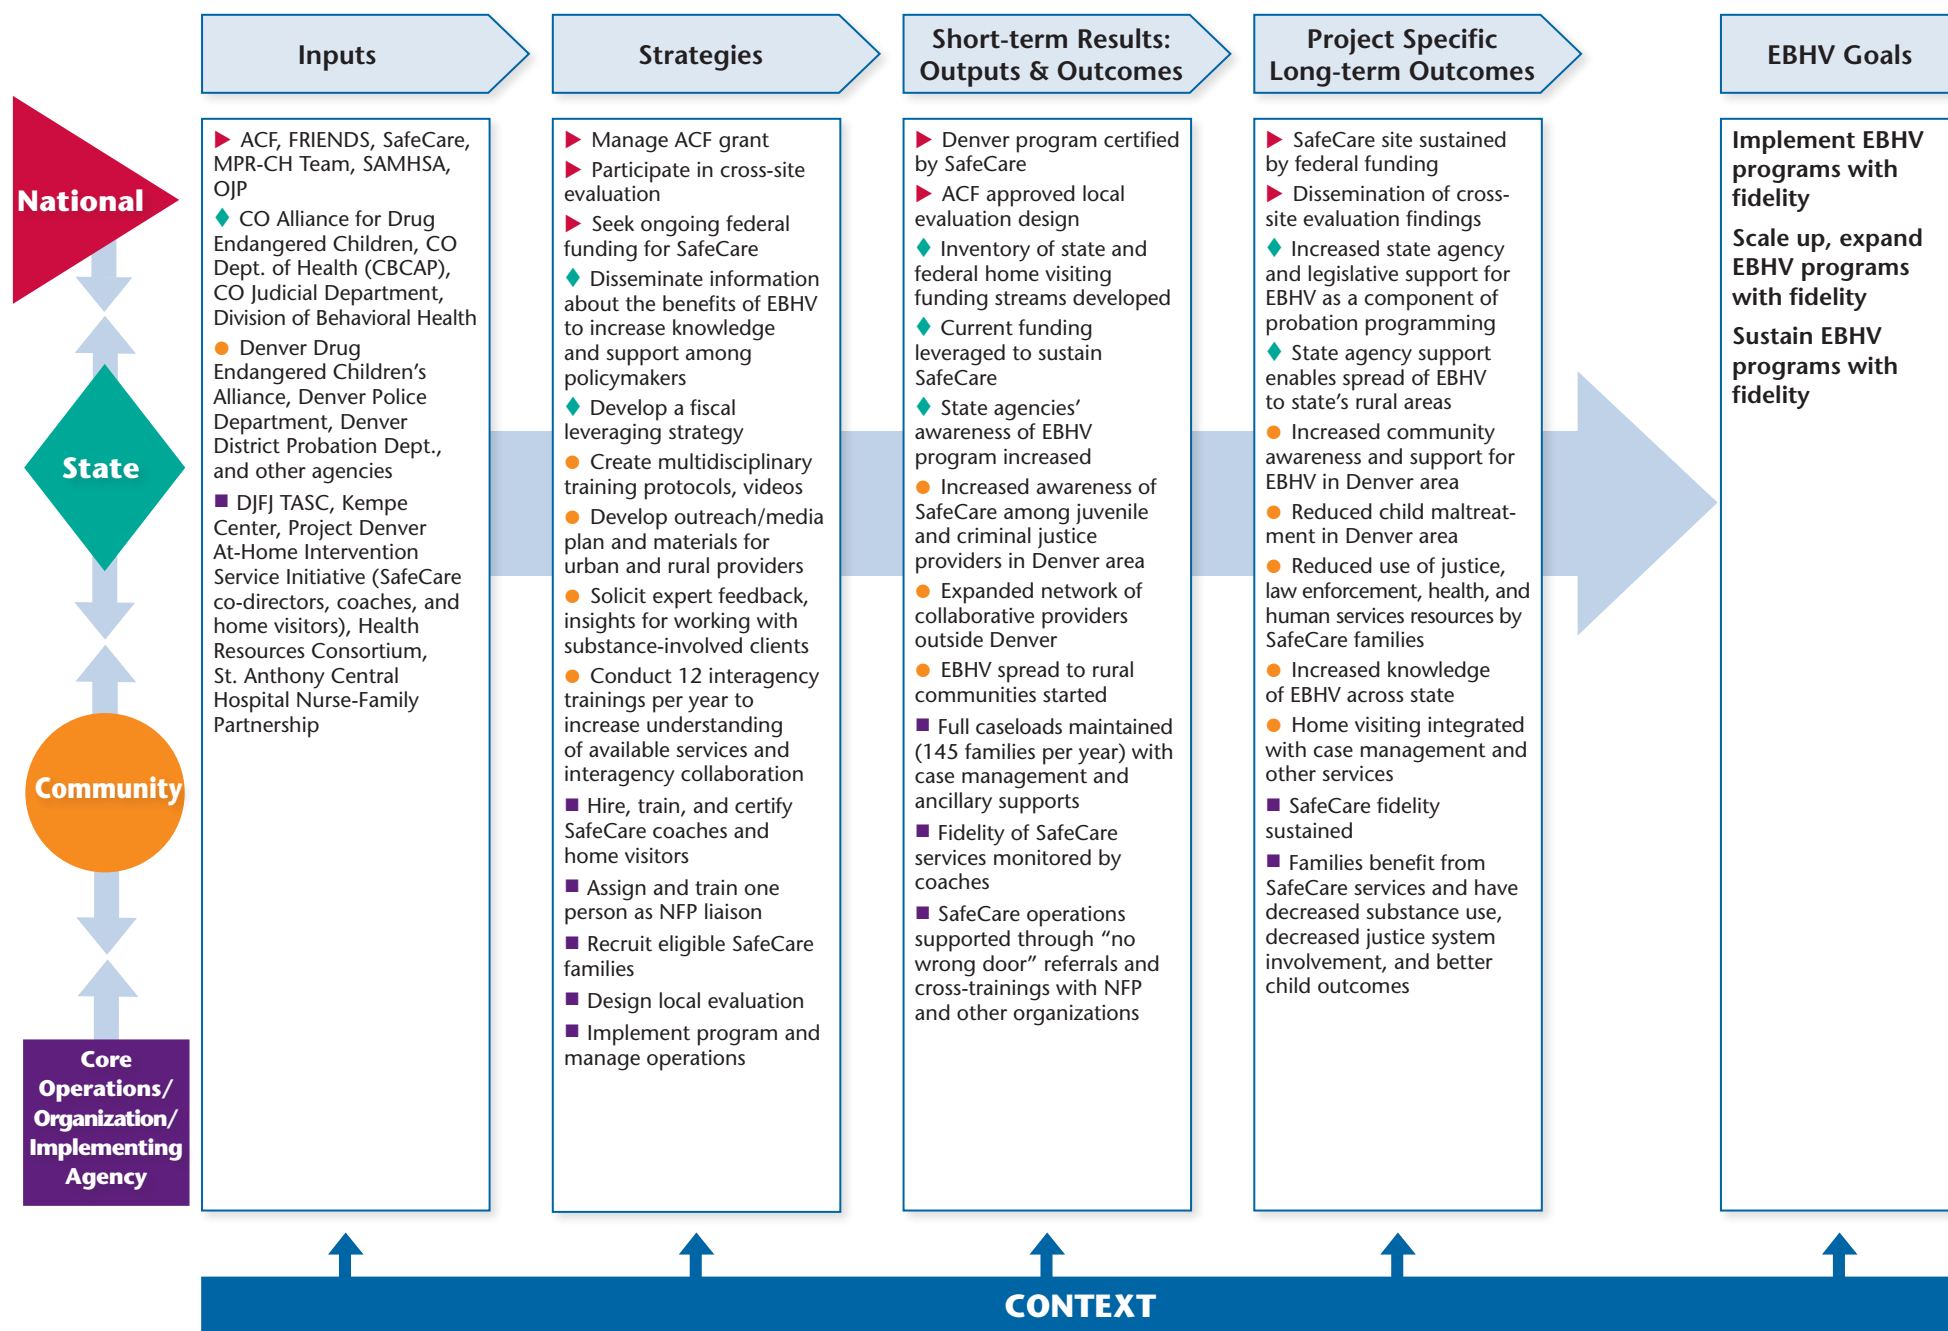 Inputs
Strategies
Short-term Results:
Outputs & Outcomes
Project Specific
Long-term Outcomes
EBHV Goals
National
State
Community
Core
Operations/
Organization/
Implementing
Agency
ACF, FRIENDS, SafeCare,
MPR-CH Team, SAMHSA,
OJP
CO Alliance for Drug
Endangered Children, CO
Dept. of Health (CBCAP),
CO Judicial Department,
Division of Behavioral Health
Denver Drug
Endangered Children’s
Alliance, Denver Police
Department, Denver
District Probation Dept.,
and other agencies
DJFJ TASC, Kempe
Center, Project Denver
At-Home Intervention
Service Initiative (SafeCare
co-directors, coaches, and
home visitors), Health
Resources Consortium,
St. Anthony Central
Hospital Nurse-Family
Partnership
Manage ACF grant
Participate in cross-site
evaluation
Seek ongoing federal
funding for SafeCare
Disseminate information
about the benefits of EBHV
to increase knowledge
and support among
policymakers
Develop a fiscal
leveraging strategy
Create multidisciplinary
training protocols, videos
Develop outreach/media
plan and materials for
urban and rural providers
Solicit expert feedback,
insights for working with
substance-involved clients
Conduct 12 interagency
trainings per year to
increase understanding
of available services and
interagency collaboration
Hire, train, and certify
SafeCare coaches and
home visitors
Assign and train one
person as NFP liaison
Recruit eligible SafeCare
families
Design local evaluation
Implement program and
manage operations
Denver program certified
by SafeCare
ACF approved local
evaluation design
Inventory of state and
federal home visiting
funding streams developed
Current funding
leveraged to sustain
SafeCare
State agencies’
awareness of EBHV
program increased
Increased awareness of
SafeCare among juvenile
and criminal justice
providers in Denver area
Expanded network of
collaborative providers
outside Denver
EBHV spread to rural
communities started
Full caseloads maintained
(145 families per year) with
case management and
ancillary supports
Fidelity of SafeCare
services monitored by
coaches
SafeCare operations
supported through “no
wrong door” referrals and
cross-trainings with NFP
and other organizations
SafeCare site sustained
by federal funding
Dissemination of cross-
site evaluation findings
Increased state agency
and legislative support for
EBHV as a component of
probation programming
State agency support
enables spread of EBHV
to state’s rural areas
Increased community
awareness and support for
EBHV in Denver area
Reduced child maltreat-
ment in Denver area
Reduced use of justice,
law enforcement, health, and
human services resources by
SafeCare families
Increased knowledge
of EBHV across state
Home visiting integrated
with case management and
other services
SafeCare fidelity
sustained
Families benefit from
SafeCare services and have
decreased substance use,
decreased justice system
involvement, and better
child outcomes
Implement EBHV
programs with
fidelity
Scale up, expand
EBHV programs
with fidelity
Sustain EBHV
programs with
fidelity
CONTEXT